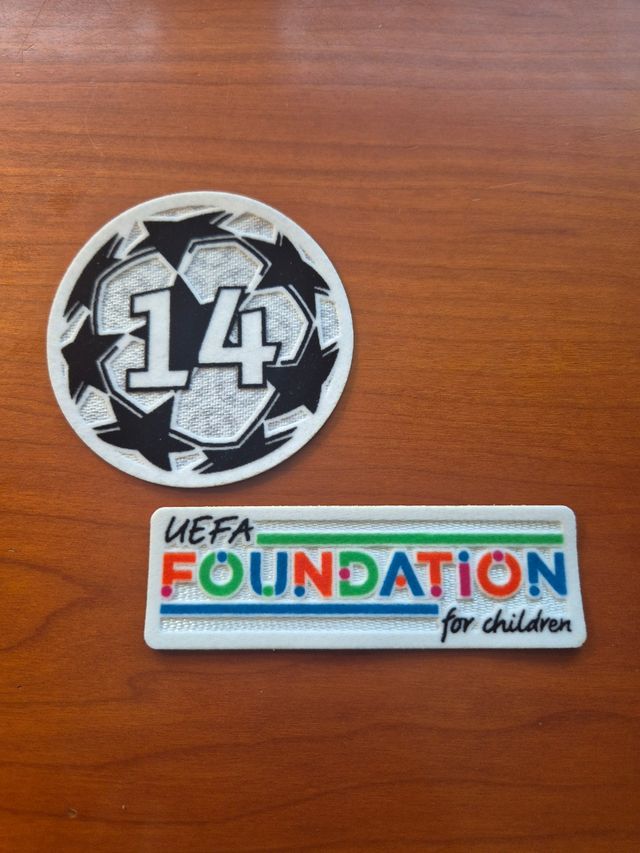 14
UEFA
FOUNDATION
for children